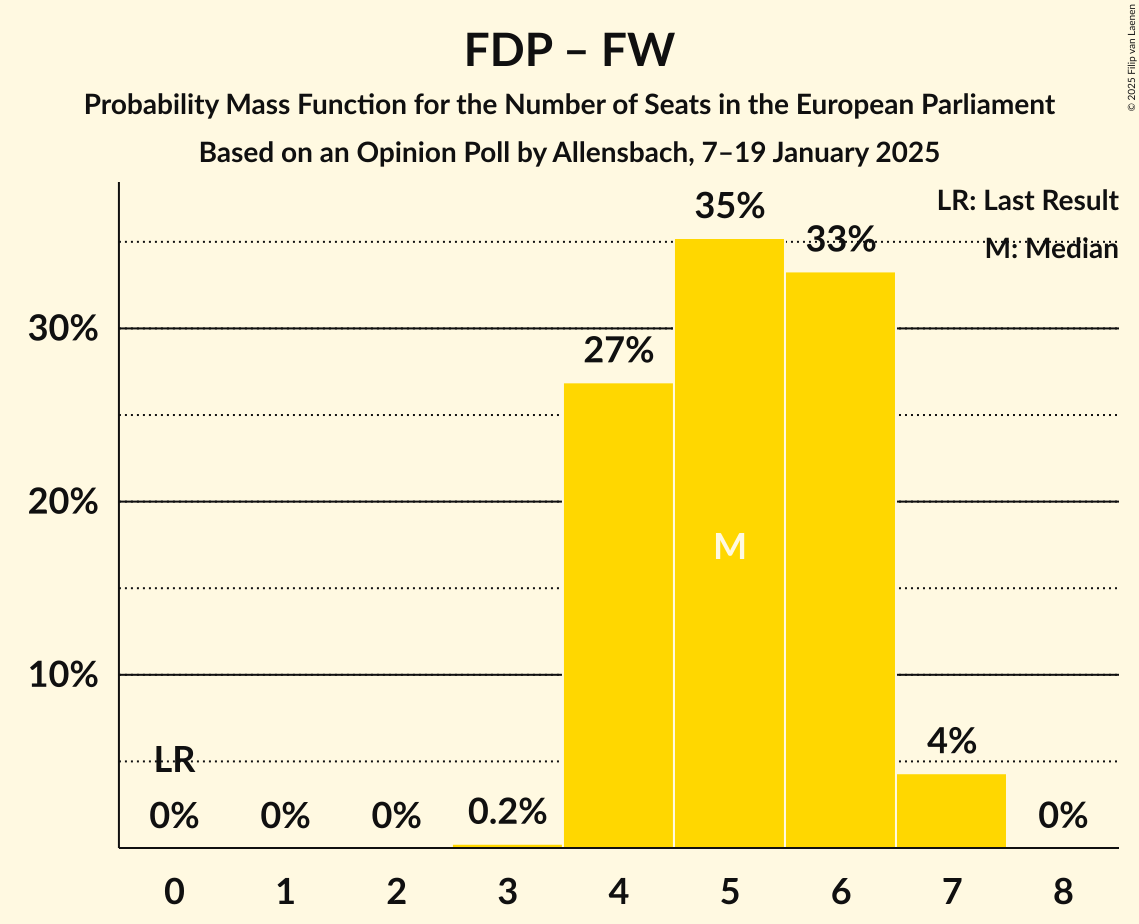 FDP – FW
Probability Mass Function for the Number of Seats in the European Parliament
Based on an Opinion Poll by Allensbach, 7–19 January 2025
© 2025 Filip van Laenen
LR: Last Result
M: Median
35%
33%
30%
27%
20%
M
10%
LR
4%
0%
0%
0%
0.2%
0%
0 1 2 3 4 5 6 7 8